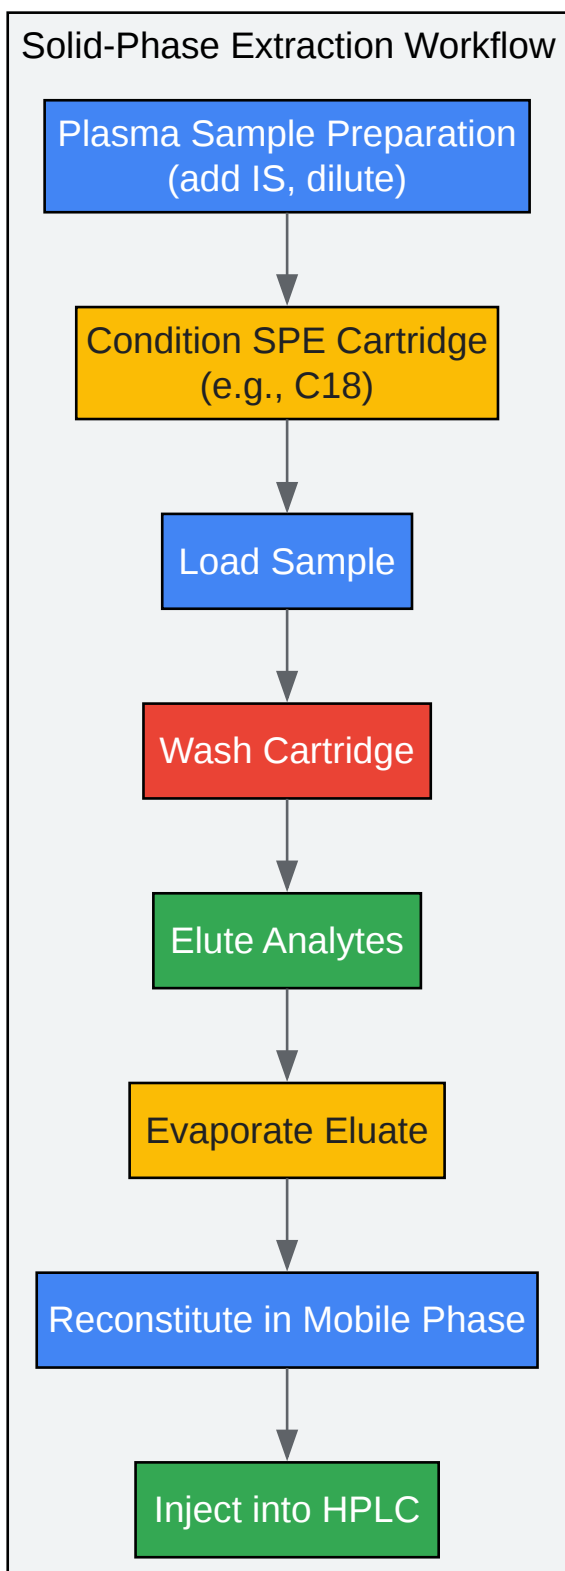 Solid-Phase Extraction Workflow
Plasma Sample Preparation
(add IS, dilute)
Condition SPE Cartridge
(e.g., C18)
Load Sample
Wash Cartridge
Elute Analytes
Evaporate Eluate
Reconstitute in Mobile Phase
Inject into HPLC